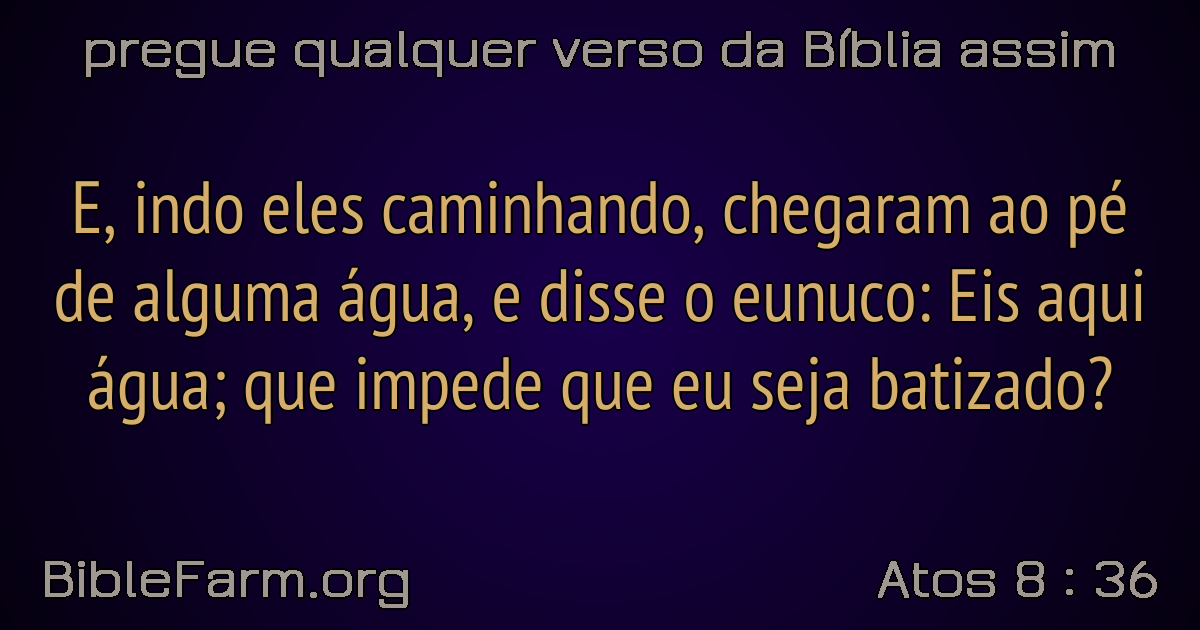 pregue qualquer verso da Bíblia assim
E, indo eles caminhando, chegaram ao pé
de alguma água, e disse o eunuco: Eis aqui
água; que impede que eu seja batizado?
BibleFarm.org
Atos 8 : 36